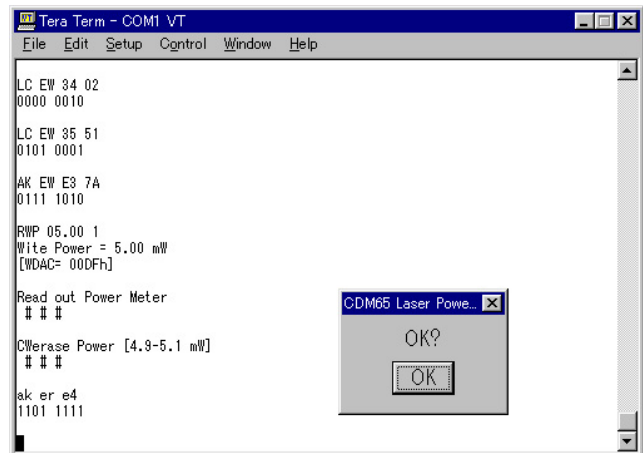 Tera Term - COM1 VT
File Edit Setup Control Window Help
LC EW 34 02
0000 0010
LC EW 35 51
0101 0001
AK EW E3 7A
0111 1010
RWP 05.00 1
Wite Power = 5.00 mW
[WDAC= 00DFh]
Read out Power Meter
# # #
CWerase Power [4.9-5.1 mW]
# # #
ak er e4
1101 1111
CDM65 Laser Powe...
OK?
OK